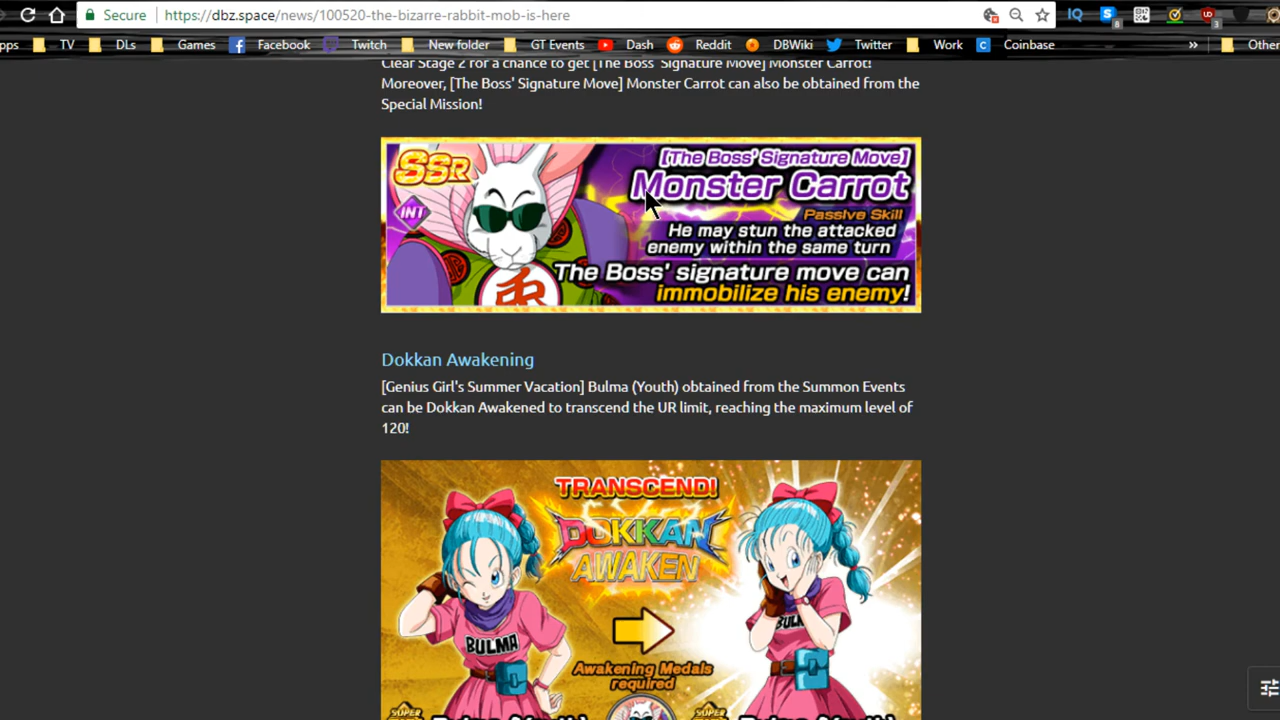 Secure https://dbz.space/news/100520-the-bizarre-rabbit-mob-is-here
pps TV DLs Games Facebook Twitch New folder GT Events Dash Reddit DBWiki Twitter Work Coinbase » Other
Clear Stage 2 for a chance to get [The Boss' Signature Move] Monster Carrot!
Moreover, [The Boss' Signature Move] Monster Carrot can also be obtained from the
Special Mission!
SSR
[The Boss' Signature Move]
Monster Carrot
INT
Passive Skill
He may stun the attacked
enemy within the same turn
The Boss' signature move can
immobilize his enemy!
兎
Dokkan Awakening
[Genius Girl's Summer Vacation] Bulma (Youth) obtained from the Summon Events
can be Dokkan Awakened to transcend the UR limit, reaching the maximum level of
120!
TRANSCEND!
DOKKAN
AWAKEN
BULMA
BULMA
Awakening Medals
required
SUPER
SUPER